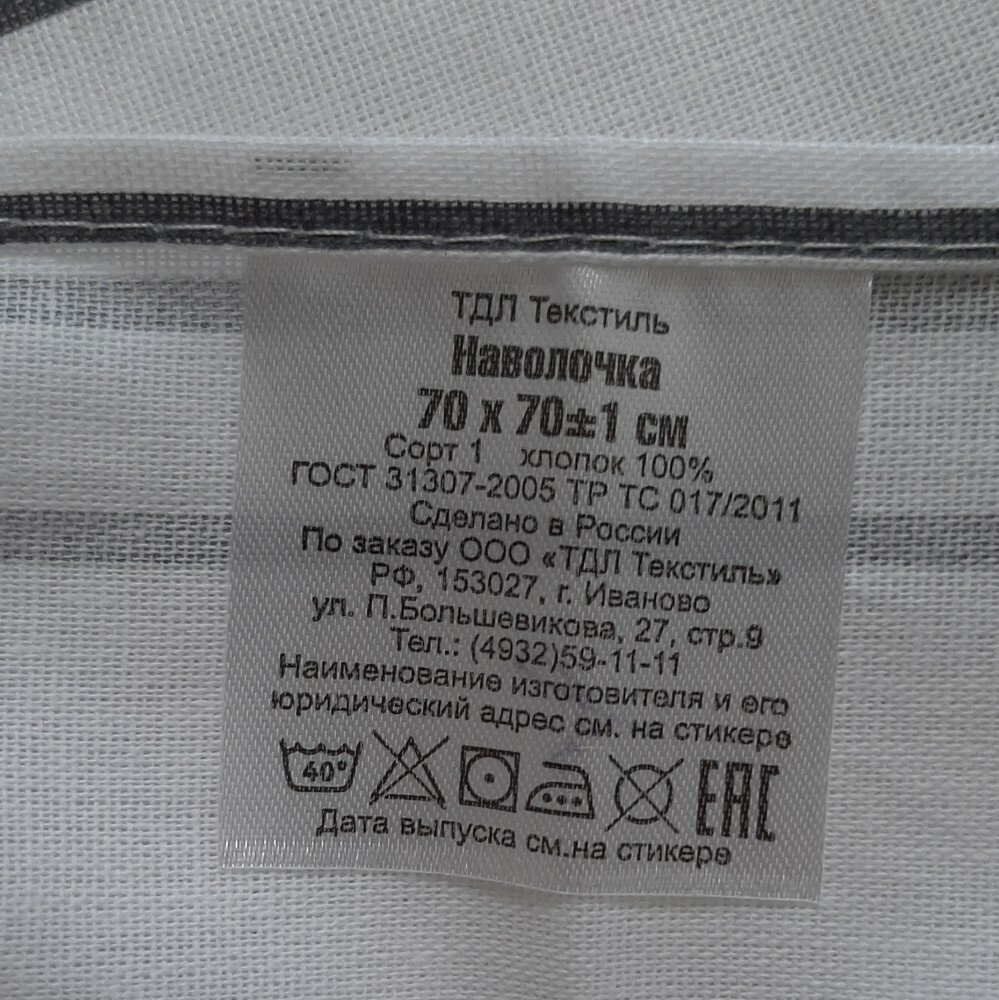 ТДЛ Текстиль
Наволочка
70 х 70±1 см
Сорт 1 хлопок 100%
ГОСТ 31307-2005 ТР ТС 017/2011
Сделано в России
По заказу ООО «ТДЛ Текстиль»
РФ, 153027, г. Иваново
ул. П.Большевикова, 27, стр.9
Тел.: (4932)59-11-11
Наименование изготовителя и его
юридический адрес см. на стикере
40° EAC
Дата выпуска см.на стикере